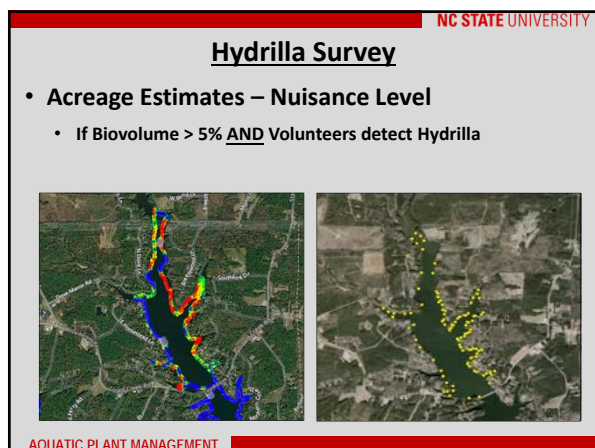 NC STATE UNIVERSITY
Hydrilla Survey
• Acreage Estimates – Nuisance Level
• If Biovolume > 5% AND Volunteers detect Hydrilla
AQUATIC PLANT MANAGEMENT